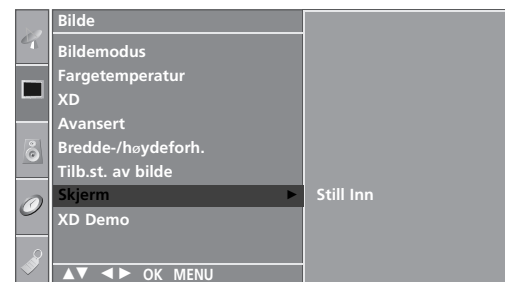 Bilde
Bildemodus
Fargetemperatur
XD
Avansert
Bredde-/høydeforh.
Tilb.st. av bilde
Skjerm ► Still Inn
XD Demo
▲▼ ◄► OK MENU